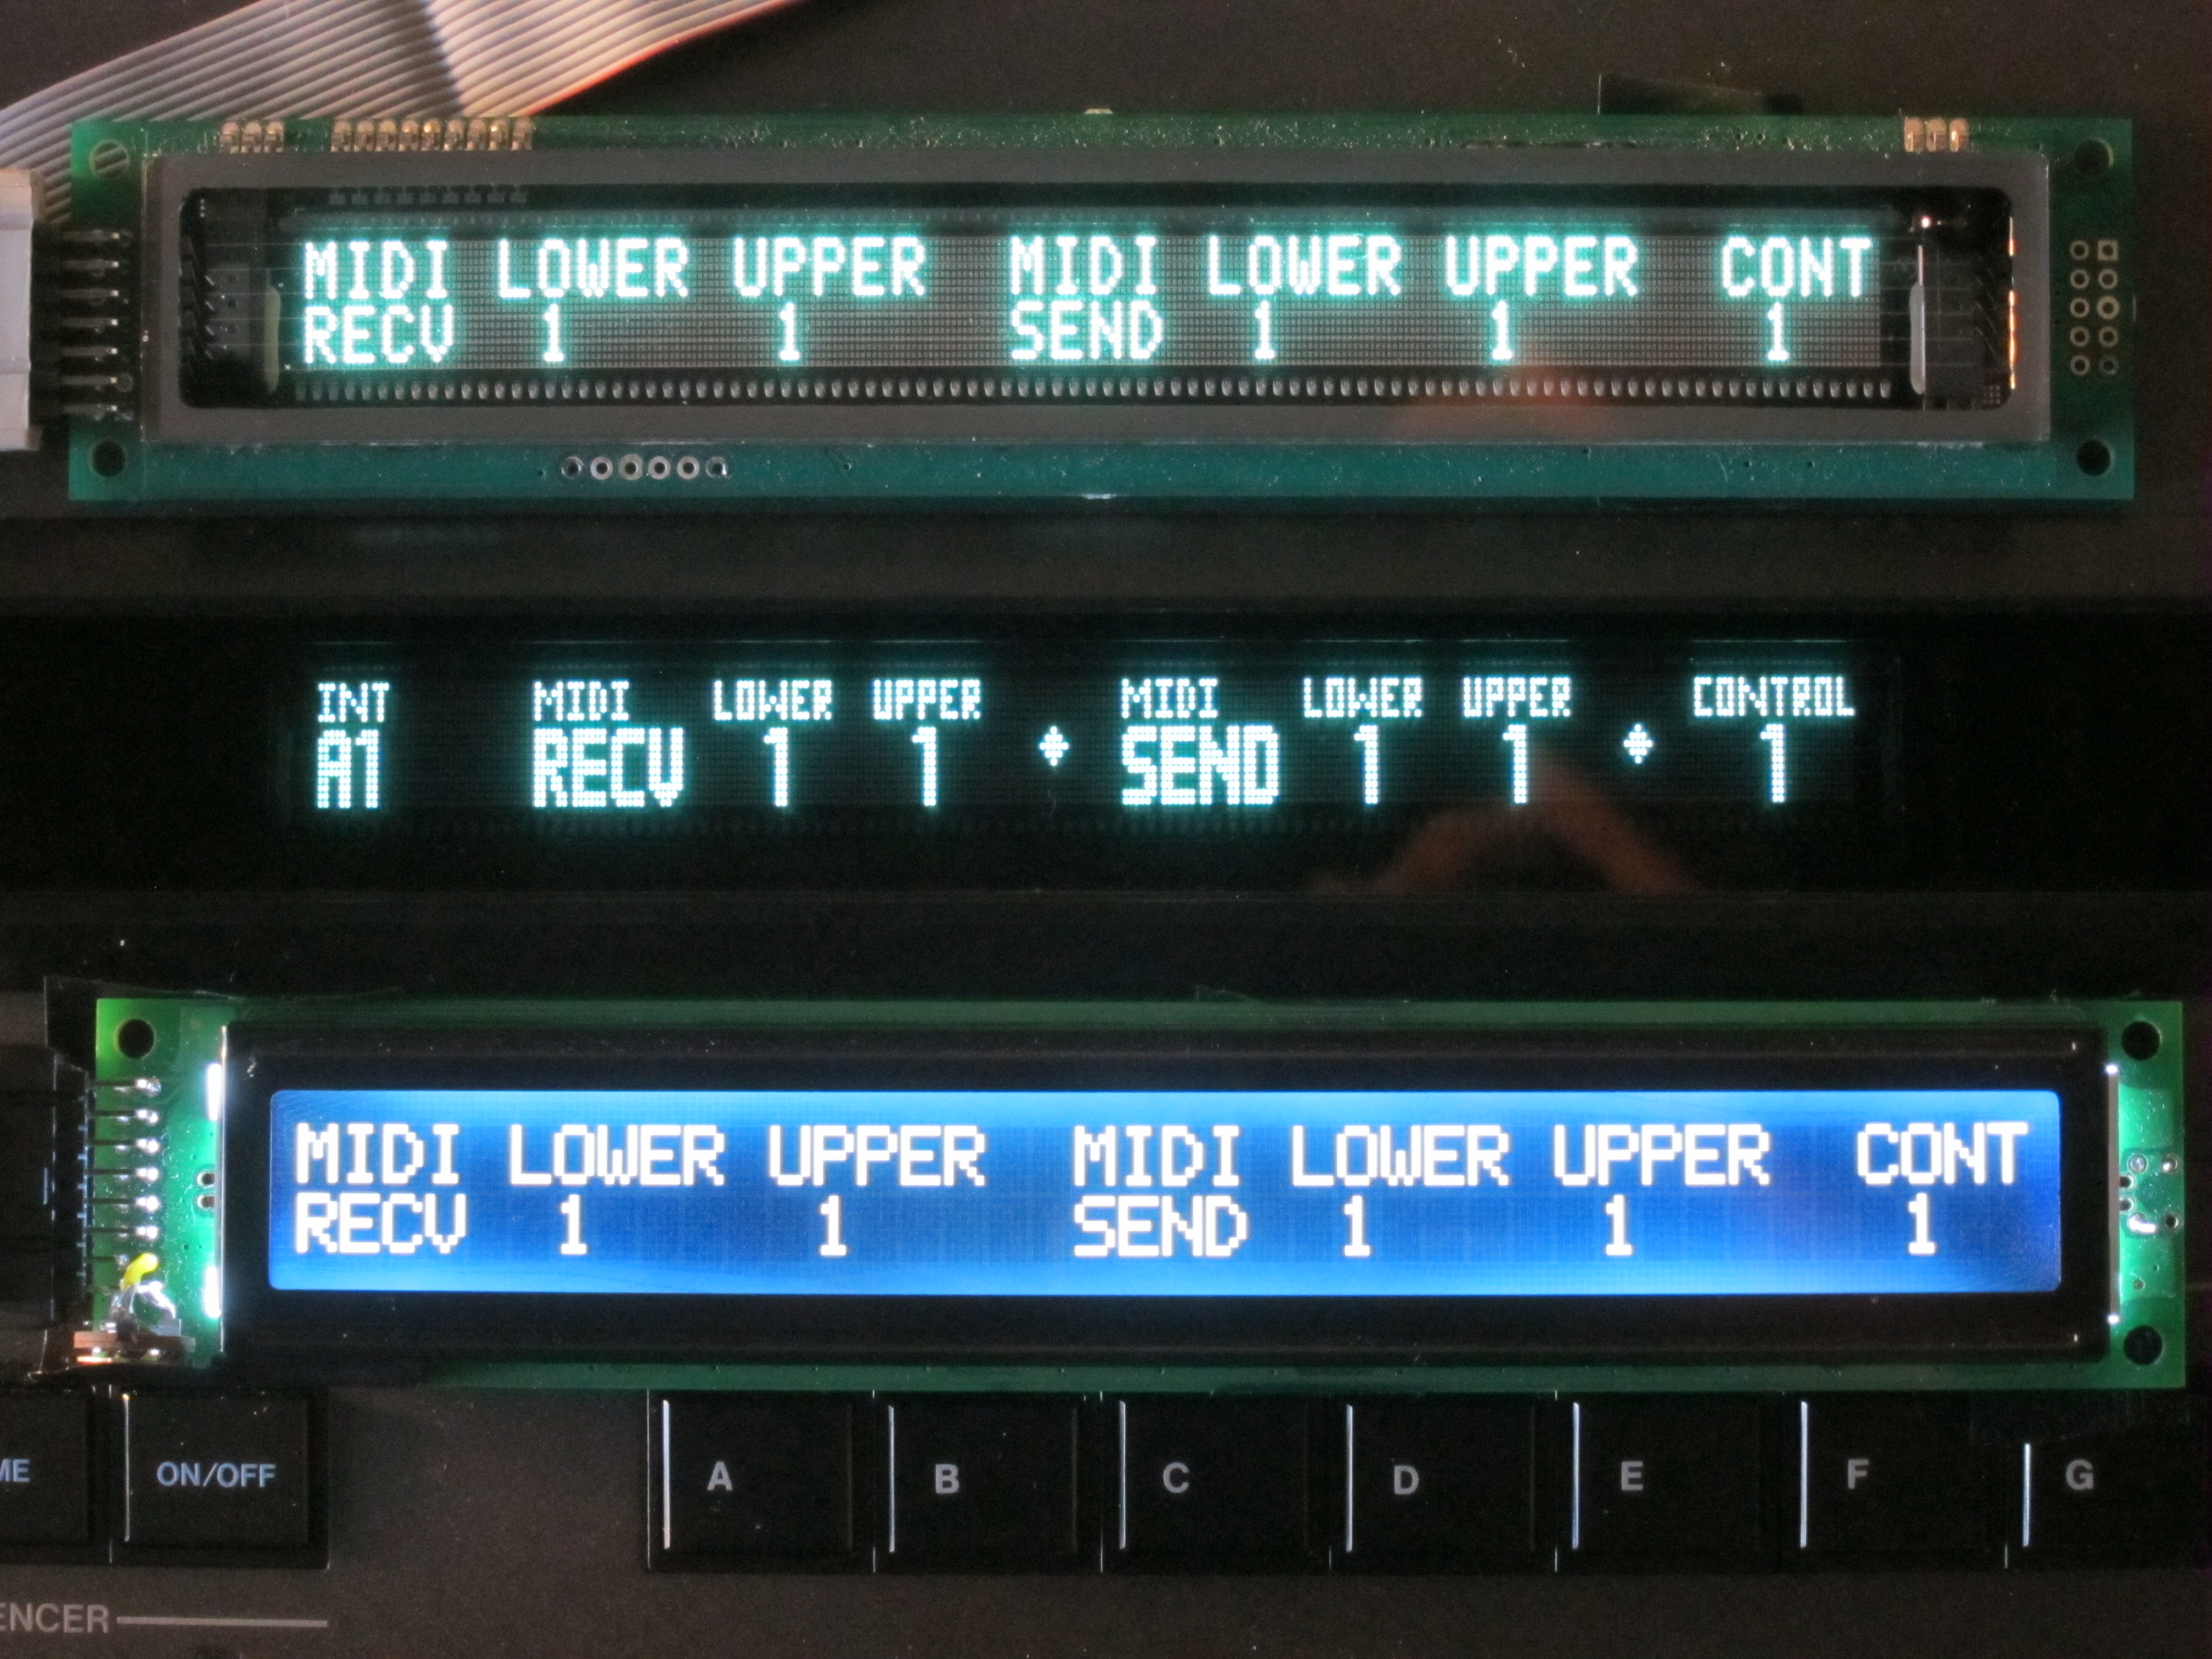 MIDI LOWER UPPER MIDI LOWER UPPER CONT
RECV 1 1 SEND 1 1 1
INT MIDI LOWER UPPER MIDI LOWER UPPER CONTROL
A1 RECV 1 1 SEND 1 1 1
MIDI LOWER UPPER MIDI LOWER UPPER CONT
RECV 1 1 SEND 1 1 1
ME ON/OFF A B C D E F G
ENCER